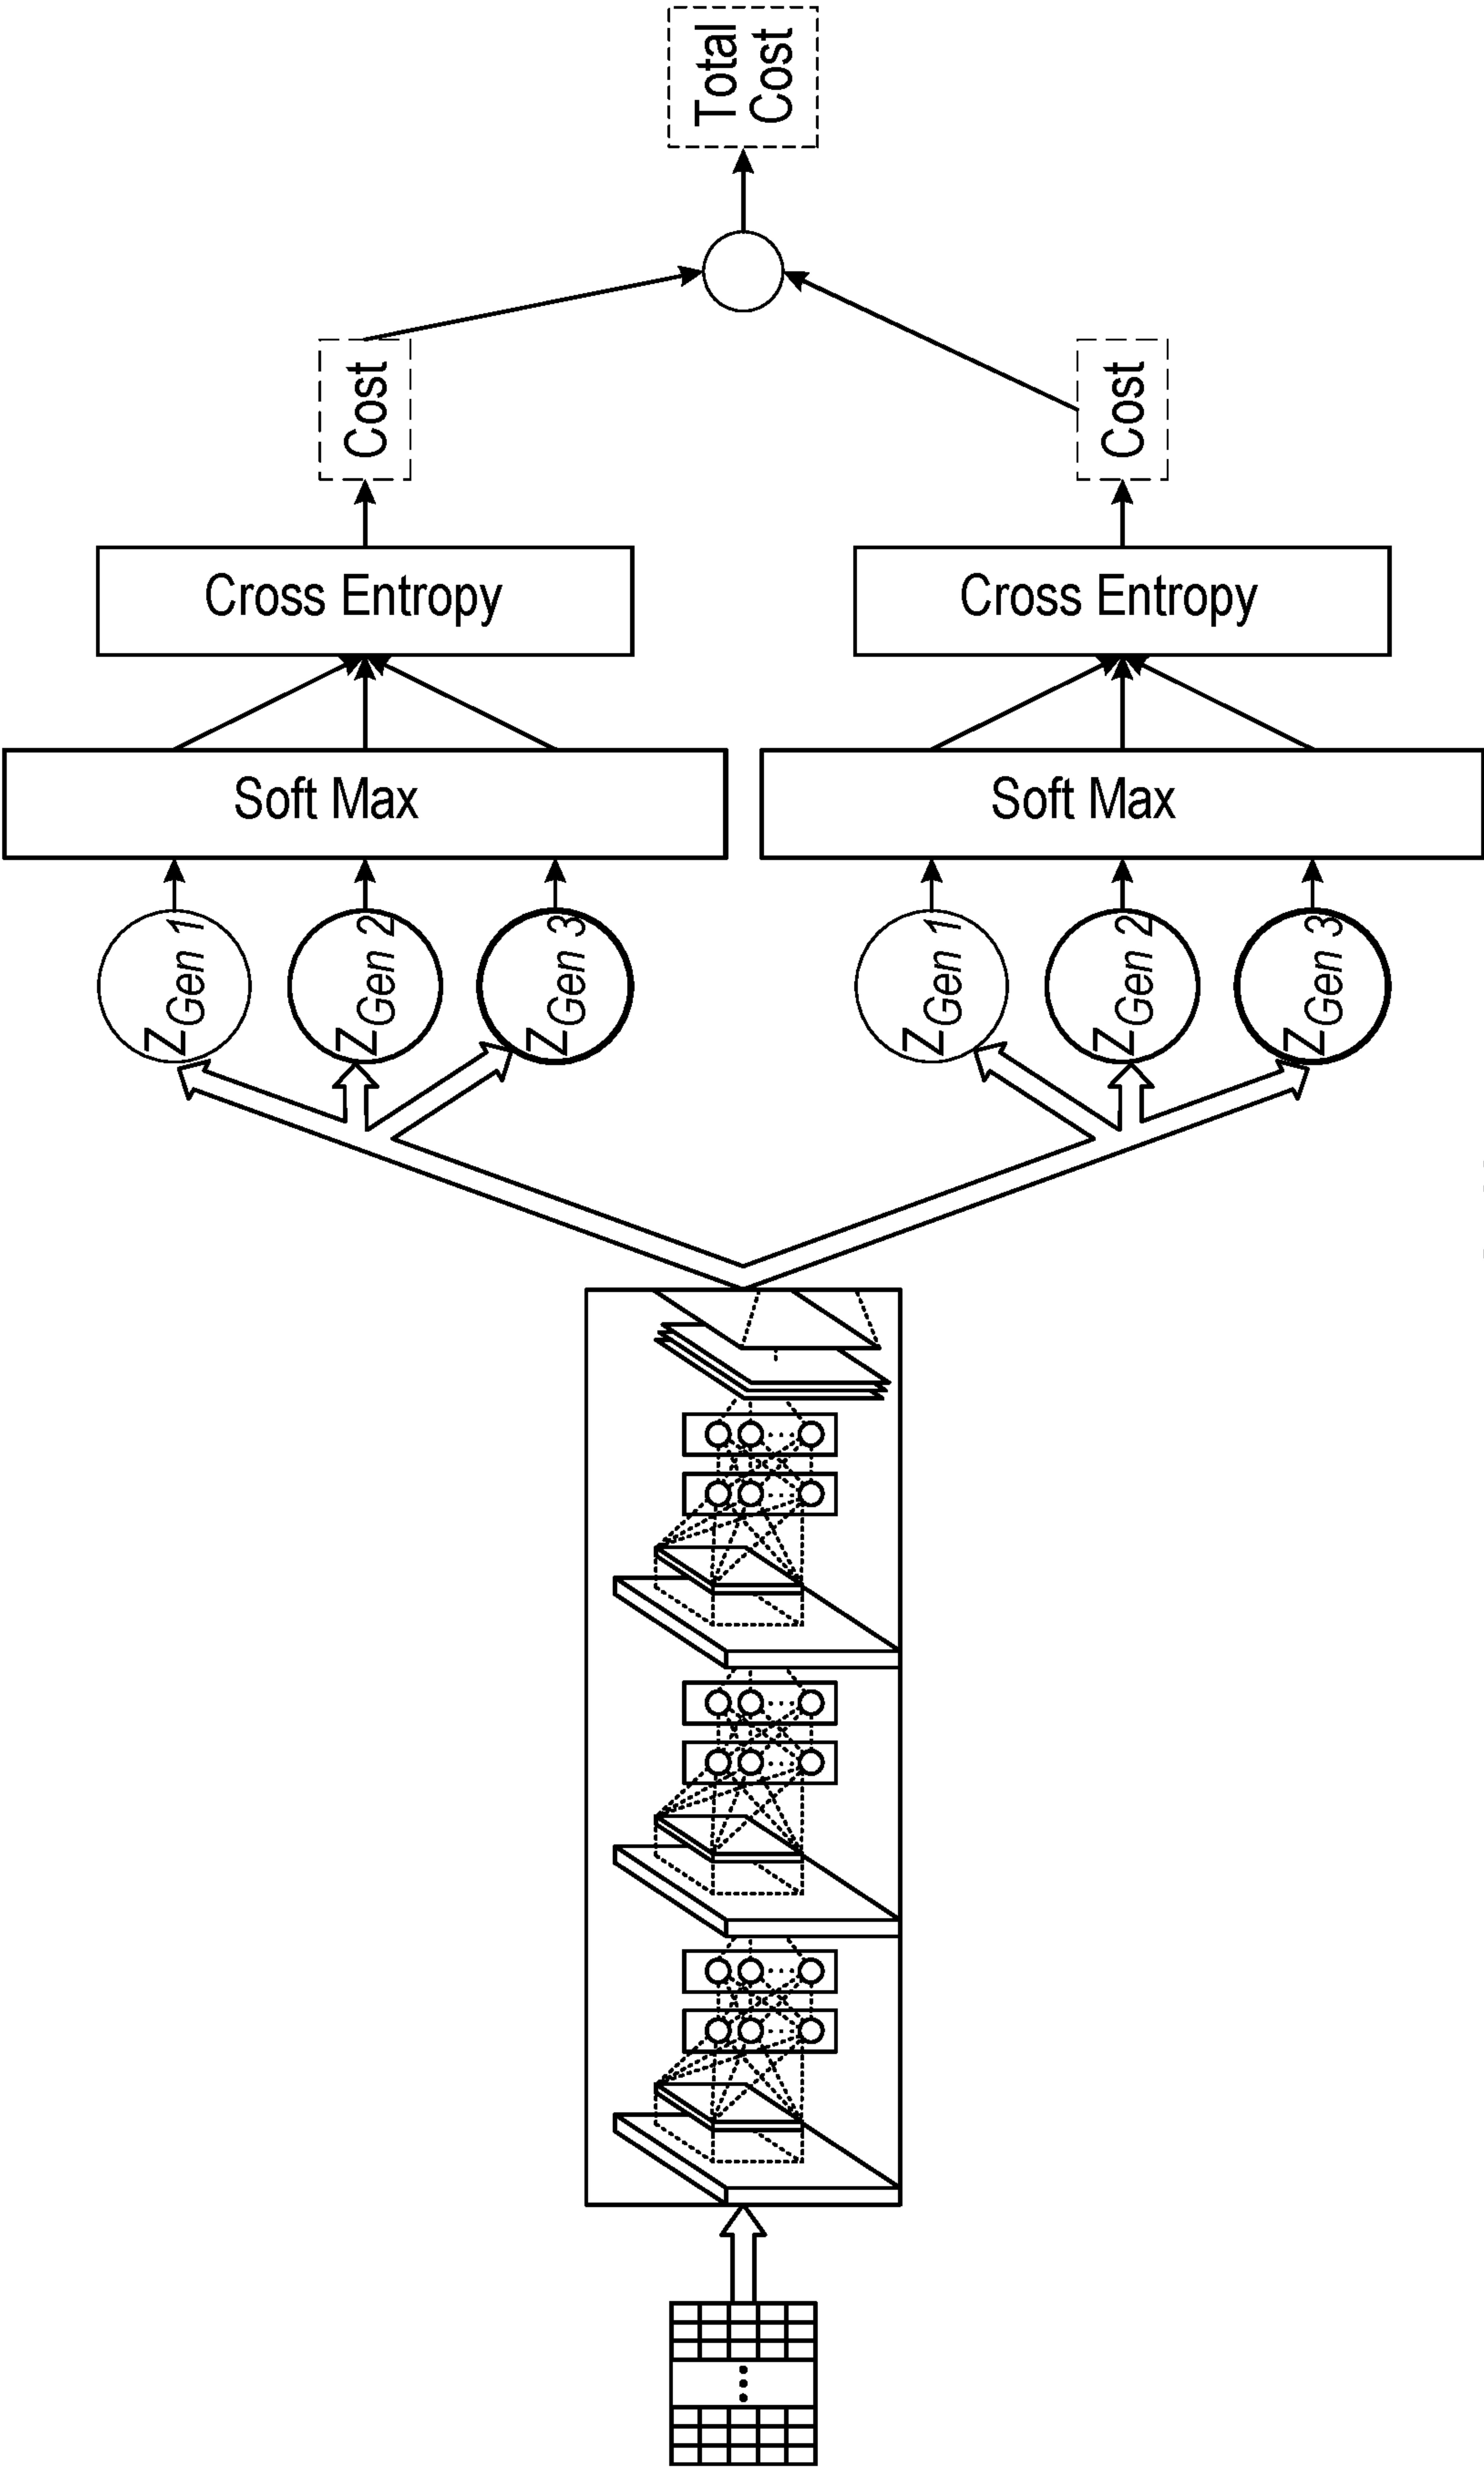 Total
Cost
Cost
Cost
Cross Entropy
Cross Entropy
Soft Max
Soft Max
ZGen 1
ZGen 2
ZGen 3
ZGen 1
ZGen 2
ZGen 3